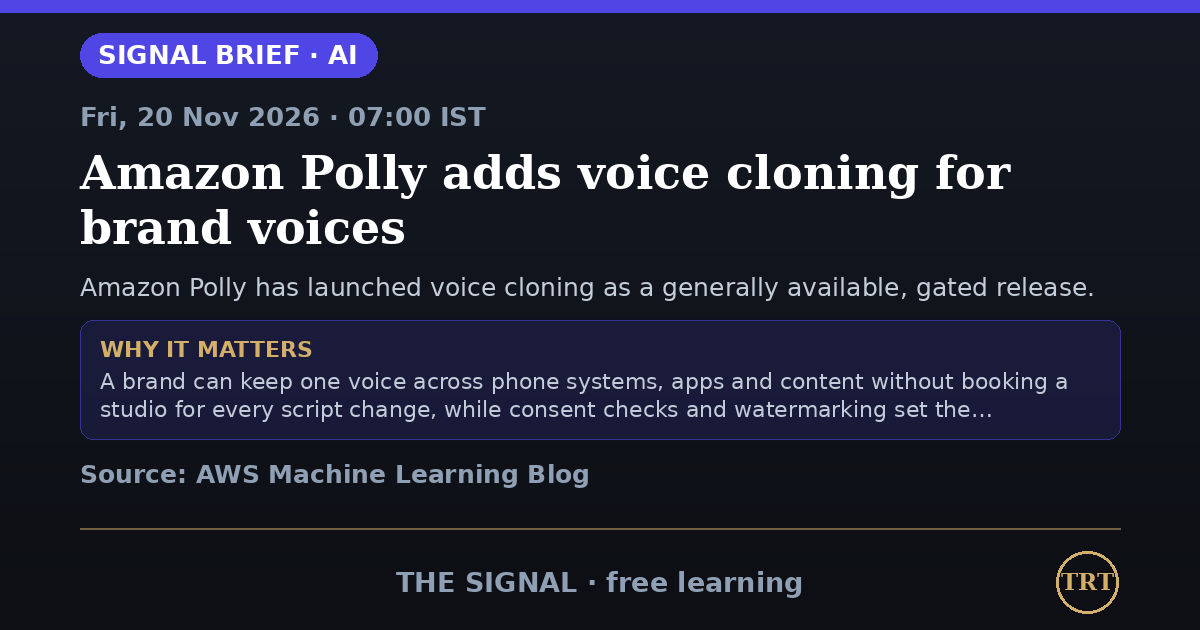 SIGNAL BRIEF · AI
Fri, 20 Nov 2026 · 07:00 IST
Amazon Polly adds voice cloning for
brand voices
Amazon Polly has launched voice cloning as a generally available, gated release.
WHY IT MATTERS
A brand can keep one voice across phone systems, apps and content without booking a
studio for every script change, while consent checks and watermarking set the…
Source: AWS Machine Learning Blog
THE SIGNAL · free learning
TRT